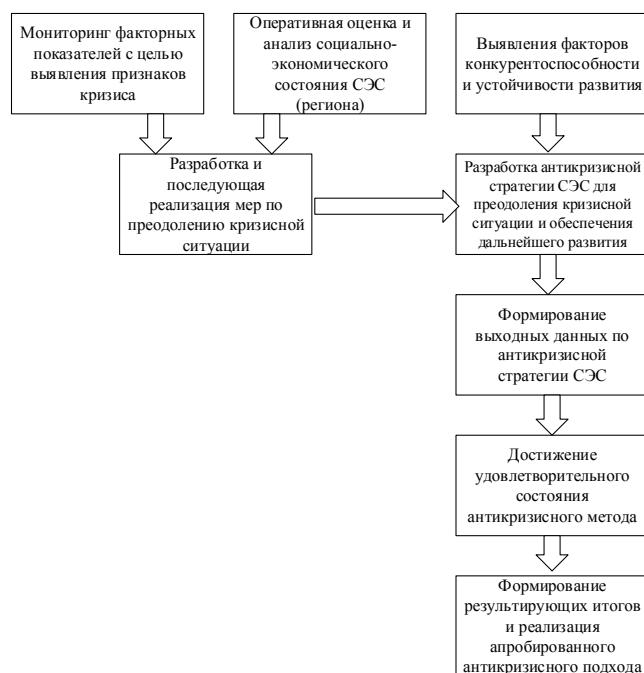 Мониторинг факторных
показателей с целью
выявления признаков
кризиса
Оперативная оценка и
анализ социально-
экономического
состояния СЭС
(региона)
Выявления факторов
конкурентоспособности
и устойчивости развития
Разработка и
последующая
реализация мер по
преодолению кризисной
ситуации
Разработка антикризисной
стратегии СЭС для
преодоления кризисной
ситуации и обеспечения
дальнейшего развития
Формирование
выходных данных по
антикризисной
стратегии СЭС
Достижение
удовлетворительного
состояния
антикризисного метода
Формирование
результирующих итогов
и реализация
апробированного
антикризисного подхода